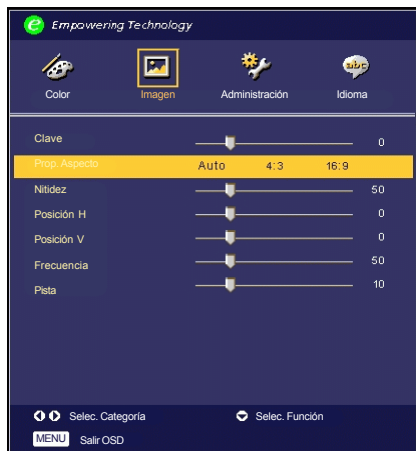 e Empowering Technology
abc
Color Imagen Administración Idioma
Clave 0
Prop. Aspecto Auto 4:3 16:9
Nitidez 50
Posición H 0
Posición V 0
Frecuencia 50
Pista 10
Selec. Categoría Selec. Función
MENU Salir OSD